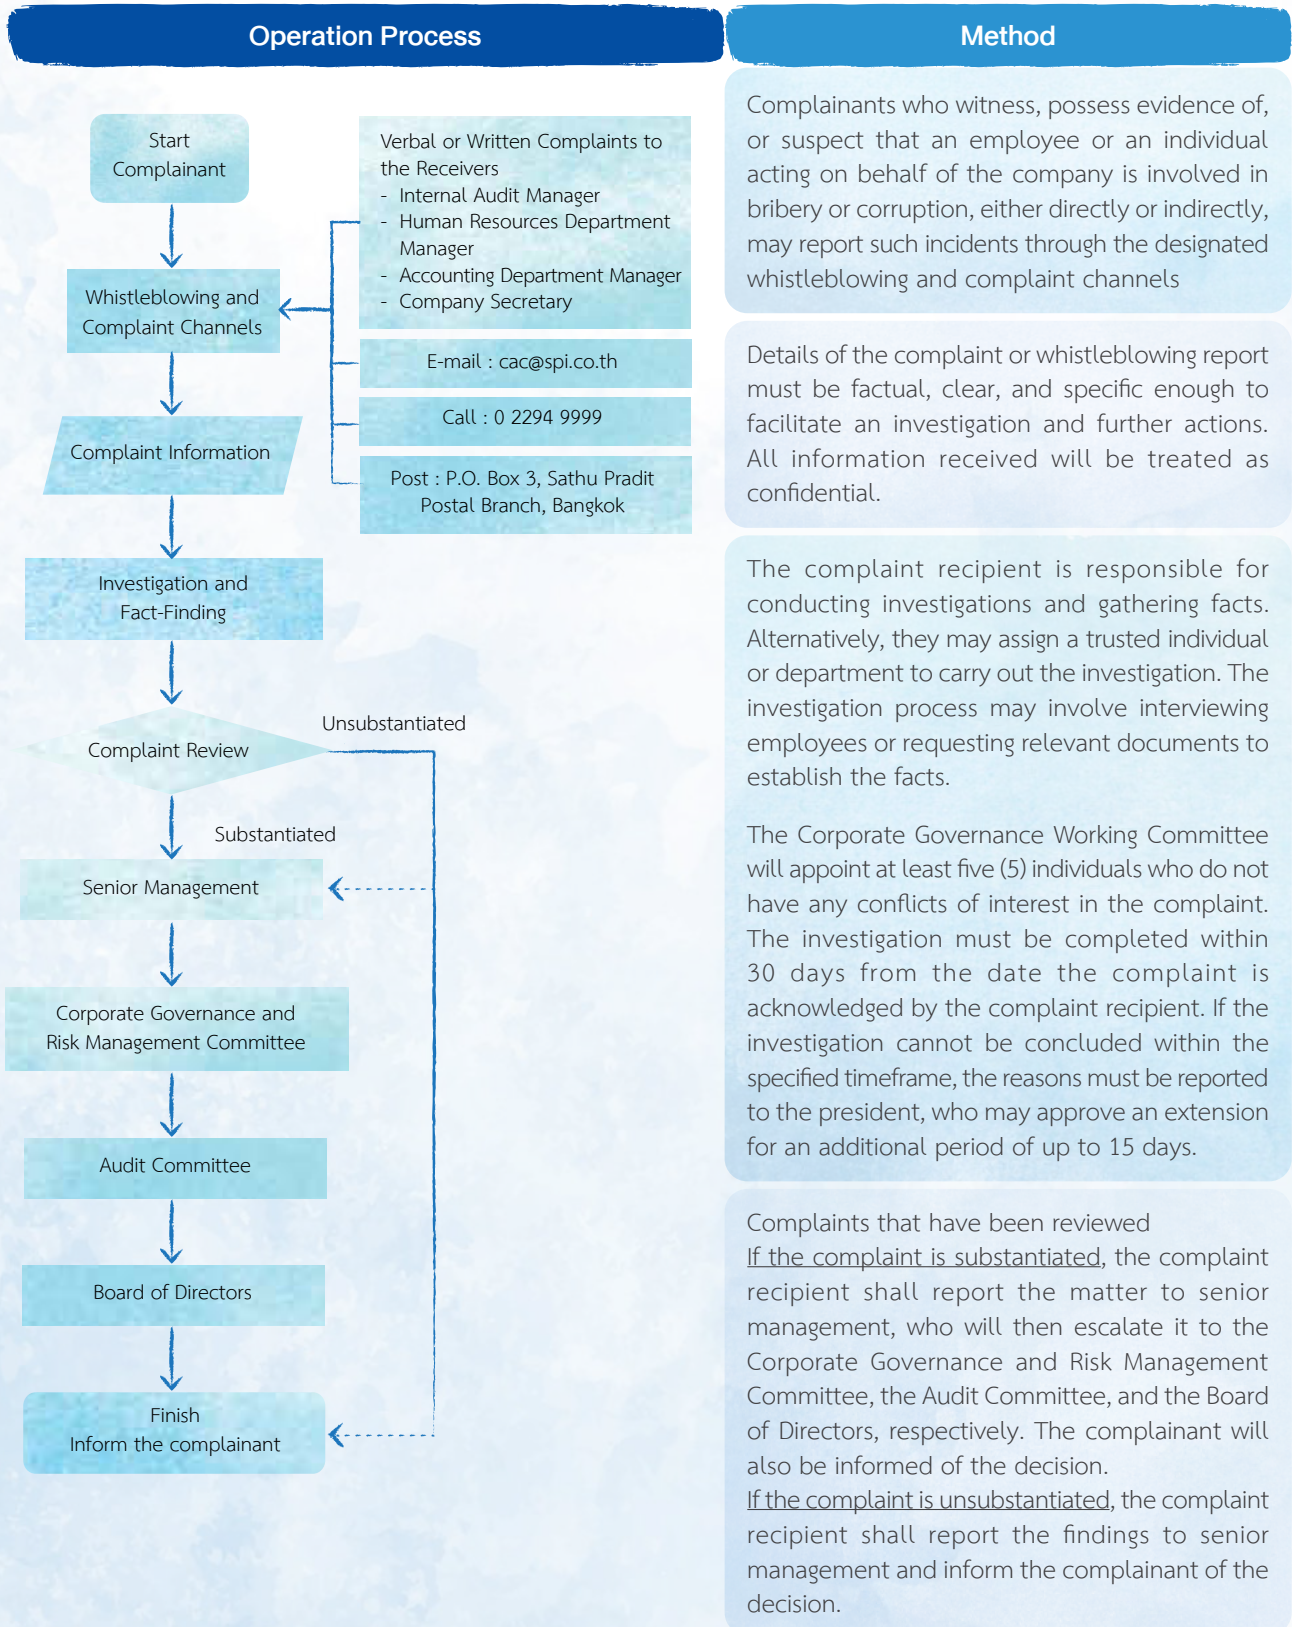 Operation Process
Method
Start
Complainant
Whistleblowing and
Complaint Channels
Verbal or Written Complaints to
the Receivers
- Internal Audit Manager
- Human Resources Department
Manager
- Accounting Department Manager
- Company Secretary
E-mail : cac@spi.co.th
Call : 0 2294 9999
Post : P.O. Box 3, Sathu Pradit
Postal Branch, Bangkok
Complaint Information
Investigation and
Fact-Finding
Complaint Review
Unsubstantiated
Substantiated
Senior Management
Corporate Governance and
Risk Management Committee
Audit Committee
Board of Directors
Finish
Inform the complainant
Complainants who witness, possess evidence of,
or suspect that an employee or an individual
acting on behalf of the company is involved in
bribery or corruption, either directly or indirectly,
may report such incidents through the designated
whistleblowing and complaint channels
Details of the complaint or whistleblowing report
must be factual, clear, and specific enough to
facilitate an investigation and further actions.
All information received will be treated as
confidential.
The complaint recipient is responsible for
conducting investigations and gathering facts.
Alternatively, they may assign a trusted individual
or department to carry out the investigation. The
investigation process may involve interviewing
employees or requesting relevant documents to
establish the facts.
The Corporate Governance Working Committee
will appoint at least five (5) individuals who do not
have any conflicts of interest in the complaint.
The investigation must be completed within
30 days from the date the complaint is
acknowledged by the complaint recipient. If the
investigation cannot be concluded within the
specified timeframe, the reasons must be reported
to the president, who may approve an extension
for an additional period of up to 15 days.
Complaints that have been reviewed
If the complaint is substantiated, the complaint
recipient shall report the matter to senior
management, who will then escalate it to the
Corporate Governance and Risk Management
Committee, the Audit Committee, and the Board
of Directors, respectively. The complainant will
also be informed of the decision.
If the complaint is unsubstantiated, the complaint
recipient shall report the findings to senior
management and inform the complainant of the
decision.